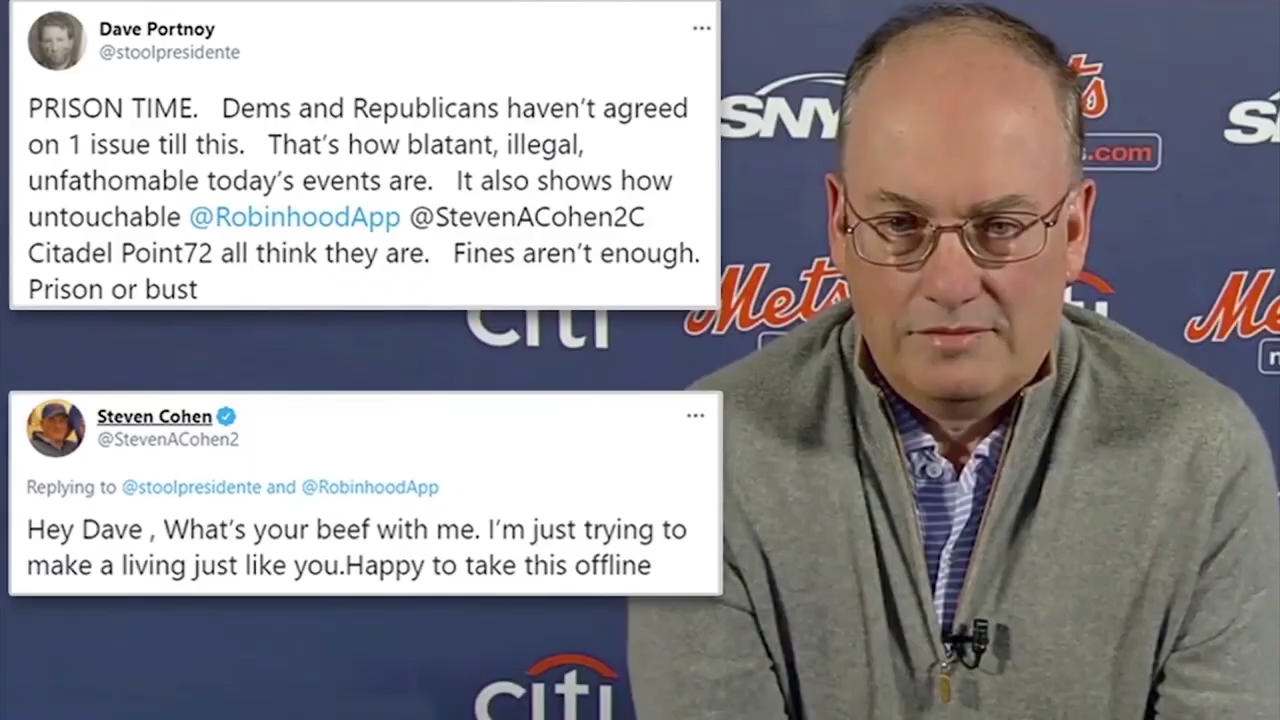 Dave Portnoy
@stoolpresidente
PRISON TIME. Dems and Republicans haven’t agreed
on 1 issue till this. That’s how blatant, illegal,
unfathomable today’s events are. It also shows how
untouchable @RobinhoodApp @StevenACohen2C
Citadel Point72 all think they are. Fines aren’t enough.
Prison or bust
Steven Cohen
@StevenACohen2
Replying to @stoolpresidente and @RobinhoodApp
Hey Dave , What’s your beef with me. I’m just trying to
make a living just like you.Happy to take this offline
SNY
s
s.com
S
Mets
Me
citi
ti
citi